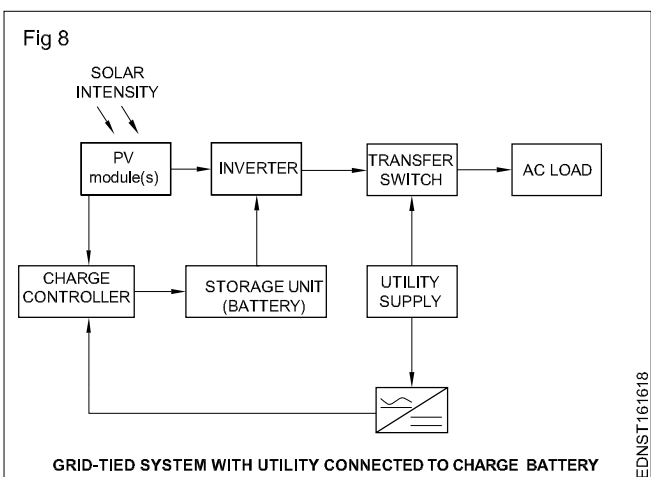 Fig 8
SOLAR
INTENSITY
PV
module(s)
INVERTER
TRANSFER
SWITCH
AC LOAD
CHARGE
CONTROLLER
STORAGE UNIT
(BATTERY)
UTILITY
SUPPLY
GRID-TIED SYSTEM WITH UTILITY CONNECTED TO CHARGE BATTERY
EDNST161618